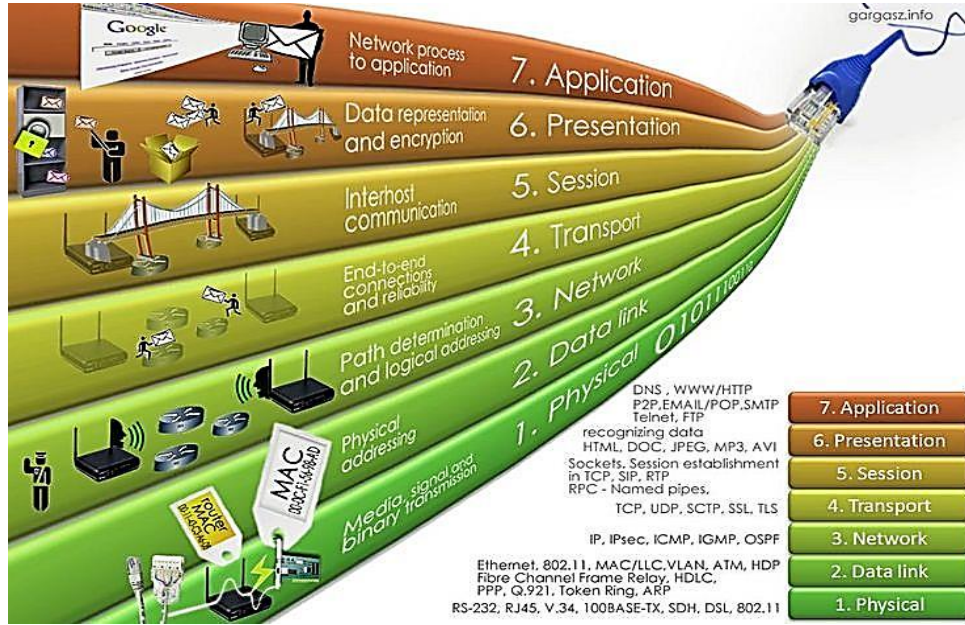 gargasz.info
Google
Network process
to application
7. Application
Data representation
and encryption
6. Presentation
Interhost
communication
5. Session
End-to-end
connections
and reliability
4. Transport
Path determination
and logical addressing
3. Network
Physical
addressing
2. Data link
Media, signal and
binary transmission
1. Physical
MAC
router
MAC
DNS , WWW/HTTP
P2P,EMAIL/POP,SMTP
Telnet, FTP
7. Application
recognizing data
HTML, DOC, JPEG, MP3, AVI
6. Presentation
Sockets. Session establishment
in TCP, SIP, RTP
RPC - Named pipes,
5. Session
TCP, UDP, SCTP, SSL, TLS
4. Transport
IP, IPsec, ICMP, IGMP, OSPF
3. Network
Ethernet, 802.11, MAC/LLC,VLAN, ATM, HDP
Fibre Channel Frame Relay, HDLC,
PPP, Q.921, Token Ring, ARP
2. Data link
RS-232, RJ45, V.34, 100BASE-TX, SDH, DSL, 802.11
1. Physical